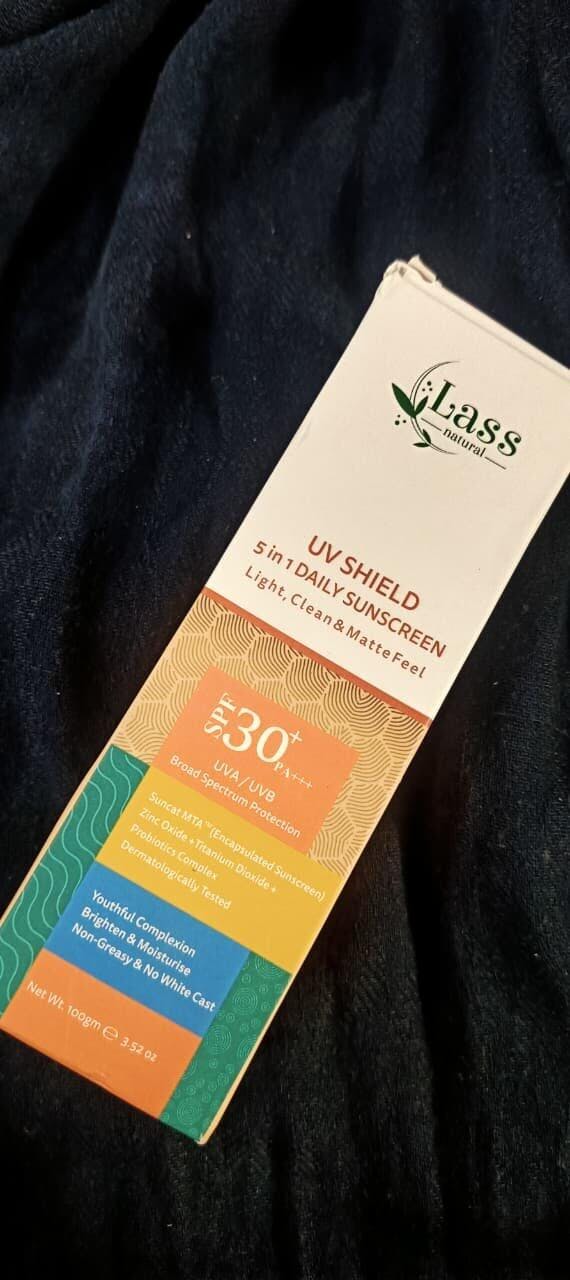 Lass
natural
UV SHIELD
5 in 1 DAILY SUNSCREEN
Light, Clean & Matte Feel
SPF 30+
PA+++
UVA / UVB
Broad Spectrum Protection
Suncat MTA™ (Encapsulated Sunscreen)
Zinc Oxide + Titanium Dioxide +
Probiotics Complex
Dermatologically Tested
Youthful Complexion
Brighten & Moisturise
Non-Greasy & No White Cast
Net Wt. 100gm ℮ 3.52 oz